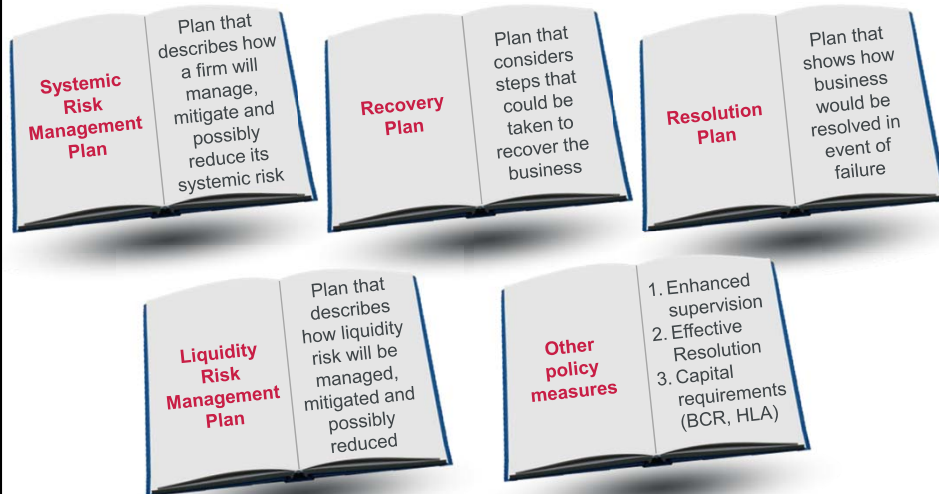 Systemic
Risk
Management
Plan
Plan that
describes how
a firm will
manage,
mitigate and
possibly
reduce its
systemic risk
Recovery
Plan
Plan that
considers
steps that
could be
taken to
recover the
business
Resolution
Plan
Plan that
shows how
business
would be
resolved in
event of
failure
Liquidity
Risk
Management
Plan
Plan that
describes
how liquidity
risk will be
managed,
mitigated and
possibly
reduced
Other
policy
measures
1. Enhanced
supervision
2. Effective
Resolution
3. Capital
requirements
(BCR, HLA)